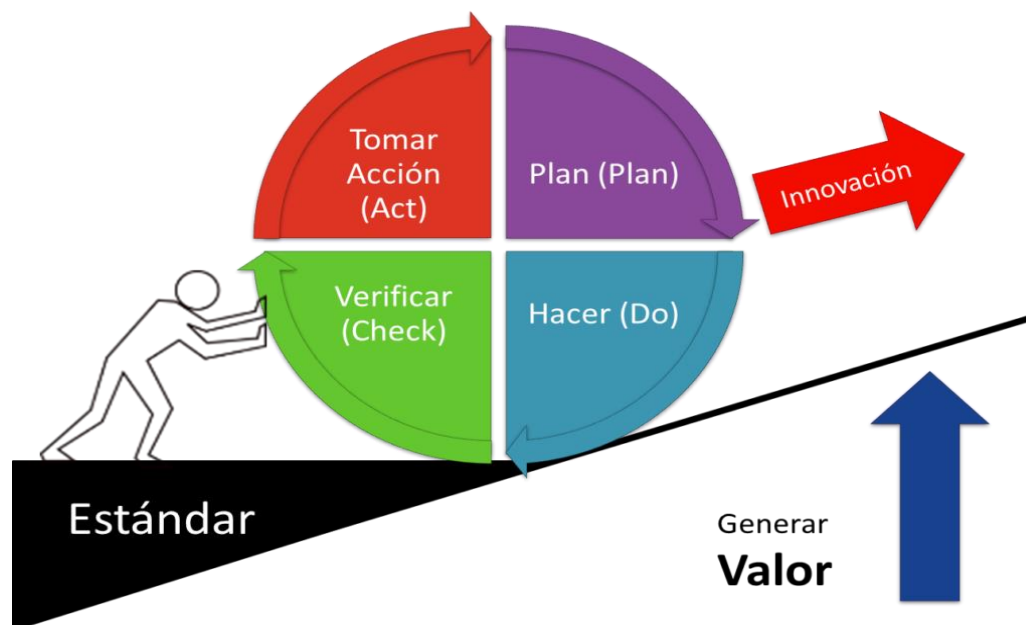 Tomar
Acción
(Act)
Plan (Plan)
Innovación
Verificar
(Check)
Hacer (Do)
Estándar
Generar
Valor